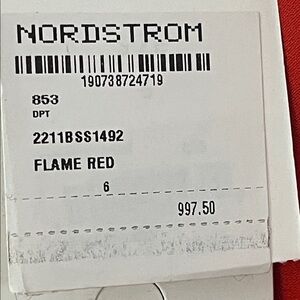 NORDSTROM
190738724719
853
DPT
2211BSS1492
FLAME RED
6
997.50